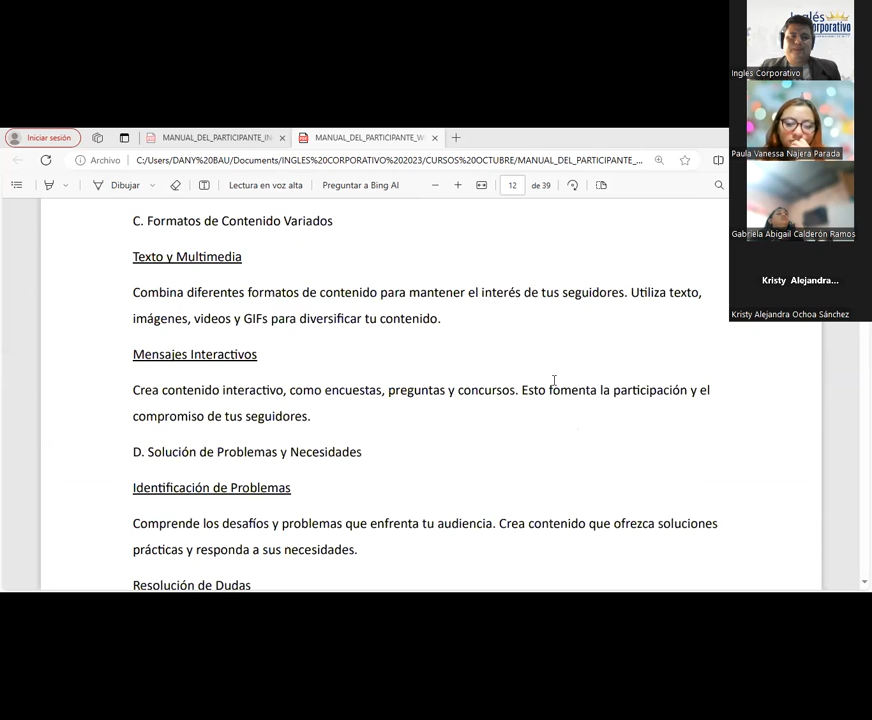 Inglés
Corporativo
Ingles Corporativo
Iniciar sesión
MANUAL_DEL_PARTICIPANTE_IN
MANUAL_DEL_PARTICIPANTE_W
Archivo
C:/Users/DANY%20BAU/Documents/INGLES%20CORPORATIVO%202023/CURSOS%20OCTUBRE/MANUAL_DEL_PARTICIPANTE_...
Paula Vanessa Najera Parada
Dibujar
Lectura en voz alta
Preguntar a Bing AI
12
de 39
C. Formatos de Contenido Variados
Gabriela Abigail Calderón Ramos
Texto y Multimedia
Kristy Alejandra...
Combina diferentes formatos de contenido para mantener el interés de tus seguidores. Utiliza texto,
imágenes, videos y GIFs para diversificar tu contenido.
Kristy Alejandra Ochoa Sánchez
Mensajes Interactivos
Crea contenido interactivo, como encuestas, preguntas y concursos. Esto fomenta la participación y el
compromiso de tus seguidores.
D. Solución de Problemas y Necesidades
Identificación de Problemas
Comprende los desafíos y problemas que enfrenta tu audiencia. Crea contenido que ofrezca soluciones
prácticas y responda a sus necesidades.
Resolución de Dudas